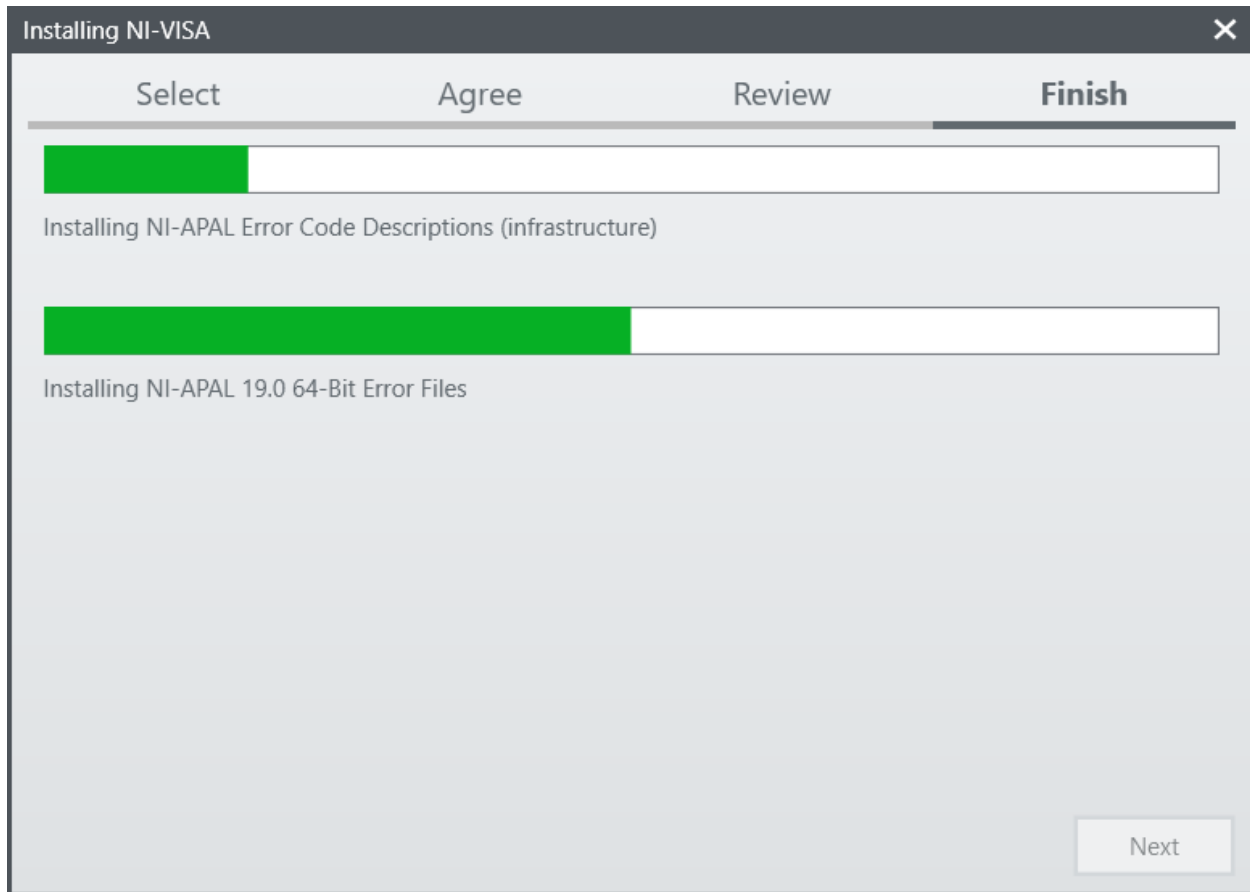 Installing NI-VISA
Select Agree Review Finish
Installing NI-APAL Error Code Descriptions (infrastructure)
Installing NI-APAL 19.0 64-Bit Error Files
Next